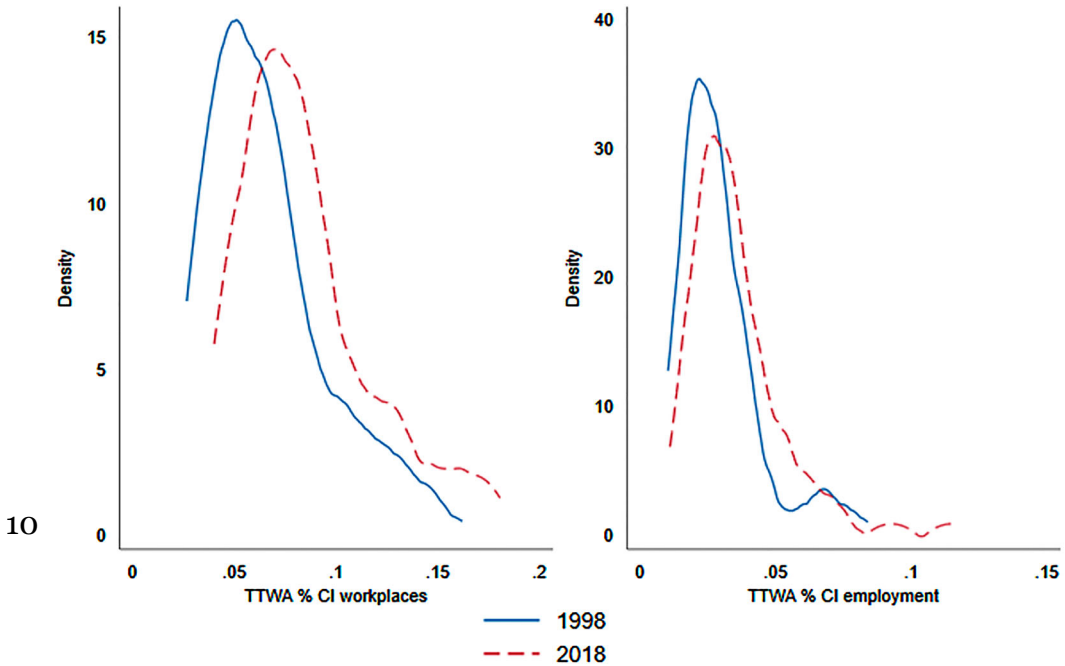 15
10
5
0
Density
0 .05 .1 .15 .2
TTWA % CI workplaces
40
30
20
10
0
Density
0 .05 .1 .15
TTWA % CI employment
1998
2018
10